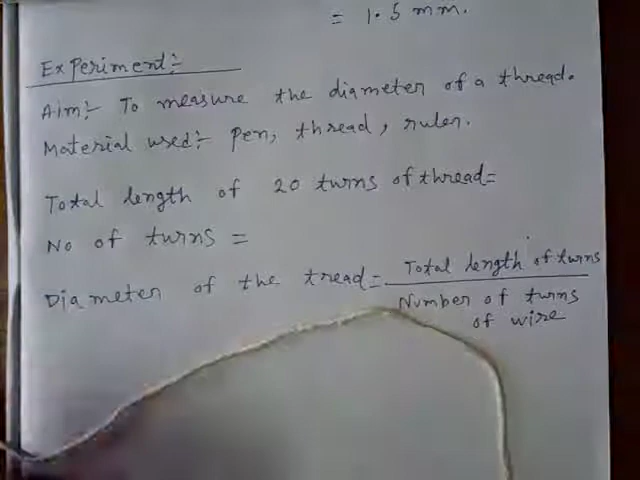 = 1.5 mm.
Experiment:-
Aim:- To measure the diameter of a thread.
Material used:- Pen, thread, ruler.
Total length of 20 turns of thread=
No of turns =
Diameter of the tread= Total length of turns
Number of turns
of wire